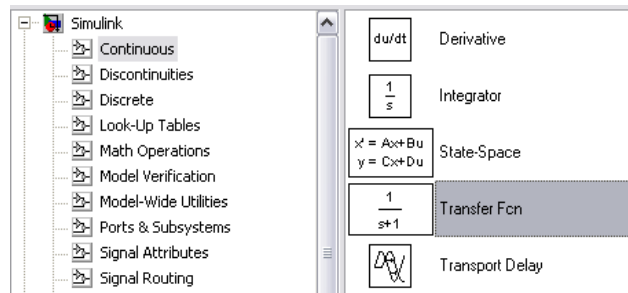 Simulink
Continuous
Discontinuities
Discrete
Look-Up Tables
Math Operations
Model Verification
Model-Wide Utilities
Ports & Subsystems
Signal Attributes
Signal Routing
du/dt
Derivative
1
s
Integrator
x' = Ax+Bu
y = Cx+Du
State-Space
1
s+1
Transfer Fcn
Transport Delay